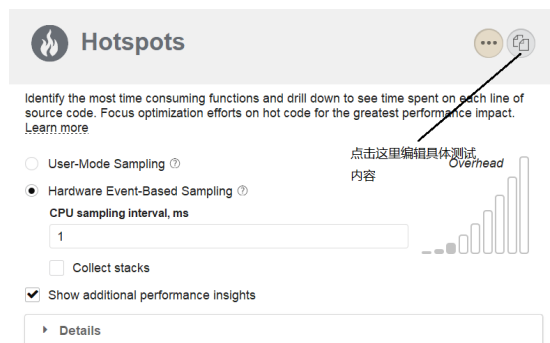 Hotspots
Identify the most time consuming functions and drill down to see time spent on each line of
source code. Focus optimization efforts on hot code for the greatest performance impact.
Learn more
点击这里编辑具体测试
内容
Overhead
User-Mode Sampling ?
Hardware Event-Based Sampling ?
CPU sampling interval, ms
1
Collect stacks
Show additional performance insights
Details